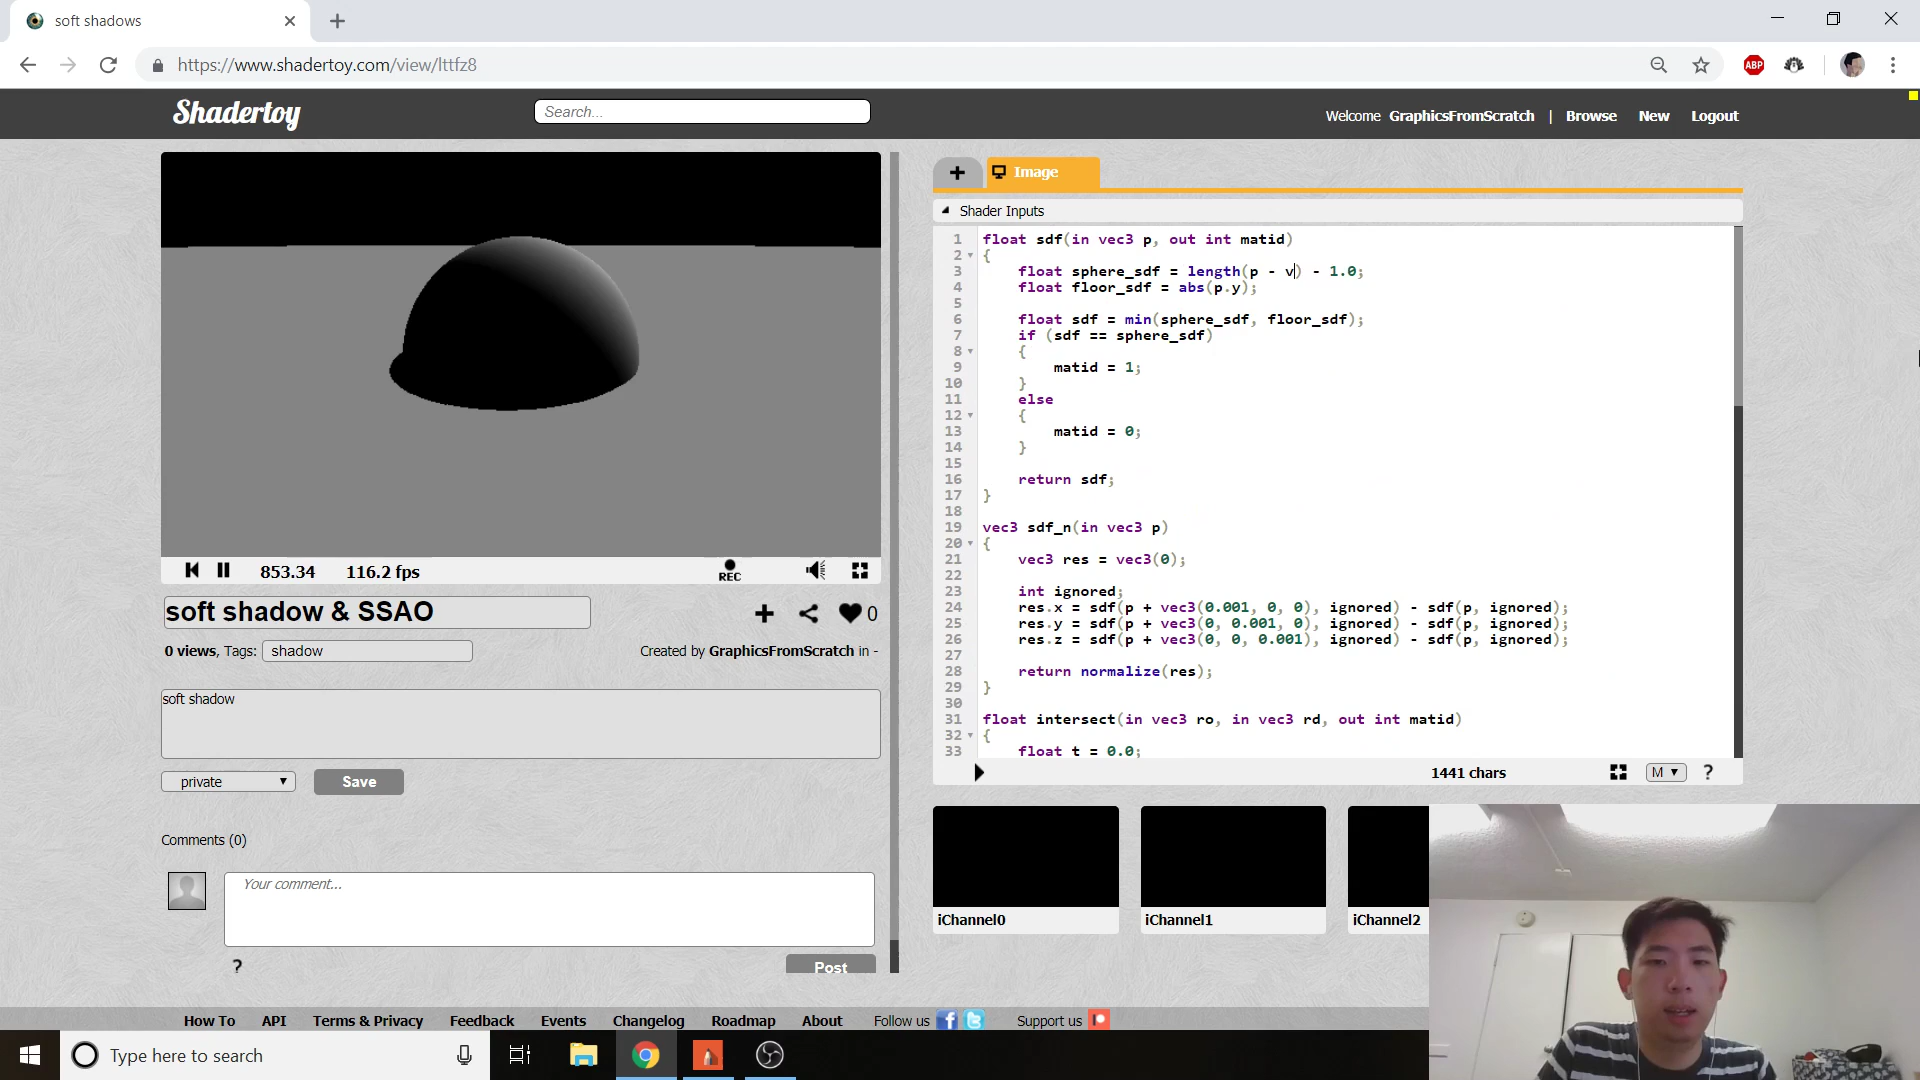 soft shadows
https://www.shadertoy.com/view/lttfz8
ABP
Shadertoy
Search...
Welcome GraphicsFromScratch | Browse New Logout
+ Image
Shader Inputs
1 float sdf(in vec3 p, out int matid)
2 {
3 float sphere_sdf = length(p - v) - 1.0;
4 float floor_sdf = abs(p.y);
5
6 float sdf = min(sphere_sdf, floor_sdf);
7 if (sdf == sphere_sdf)
8 {
9 matid = 1;
10 }
11 else
12 {
13 matid = 0;
14 }
15
16 return sdf;
17 }
18
19 vec3 sdf_n(in vec3 p)
20 {
21 vec3 res = vec3(0);
22
23 int ignored;
24 res.x = sdf(p + vec3(0.001, 0, 0), ignored) - sdf(p, ignored);
25 res.y = sdf(p + vec3(0, 0.001, 0), ignored) - sdf(p, ignored);
26 res.z = sdf(p + vec3(0, 0, 0.001), ignored) - sdf(p, ignored);
27
28 return normalize(res);
29 }
30
31 float intersect(in vec3 ro, in vec3 rd, out int matid)
32 {
33 float t = 0.0;
1441 chars
M
?
853.34 116.2 fps
REC
soft shadow & SSAO
0
0 views, Tags: shadow
Created by GraphicsFromScratch in -
soft shadow
private
Save
Comments (0)
Your comment...
?
Post
iChannel0
iChannel1
iChannel2
How To API Terms & Privacy Feedback Events Changelog Roadmap About Follow us Support us
Type here to search